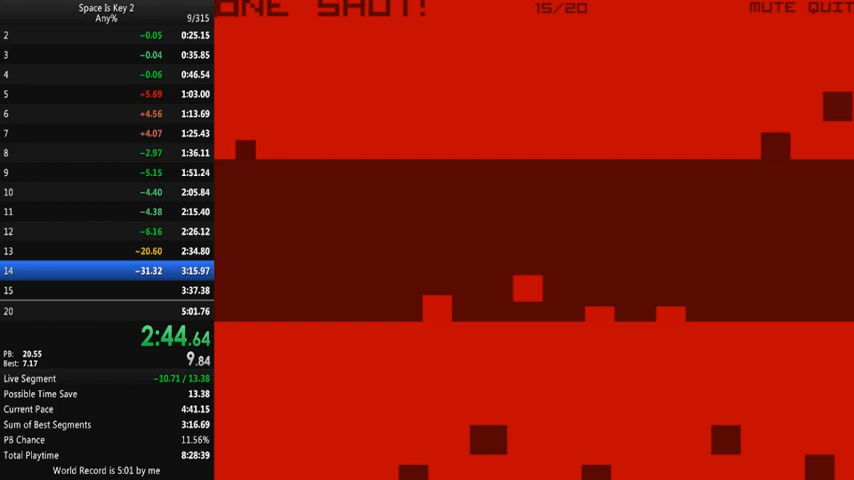 Space Is Key 2
Any% 9/315
2 -0.05 0:25.15
3 -0.04 0:35.85
4 -0.06 0:46.54
5 +5.69 1:03.00
6 +4.56 1:13.69
7 +4.07 1:25.43
8 -2.97 1:36.11
9 -5.15 1:51.24
10 -4.40 2:05.84
11 -4.38 2:15.40
12 -6.16 2:26.12
13 -20.60 2:34.80
14 -31.32 3:15.97
15 3:37.38
20 5:01.76
2:44.64
PB: 20.55
Best: 7.17 9.84
Live Segment -10.71 / 13.38
Possible Time Save 13.38
Current Pace 4:41.15
Sum of Best Segments 3:16.69
PB Chance 11.56%
Total Playtime 8:28:39
World Record is 5:01 by me
ONE SHOT! 15/20 MUTE QUIT